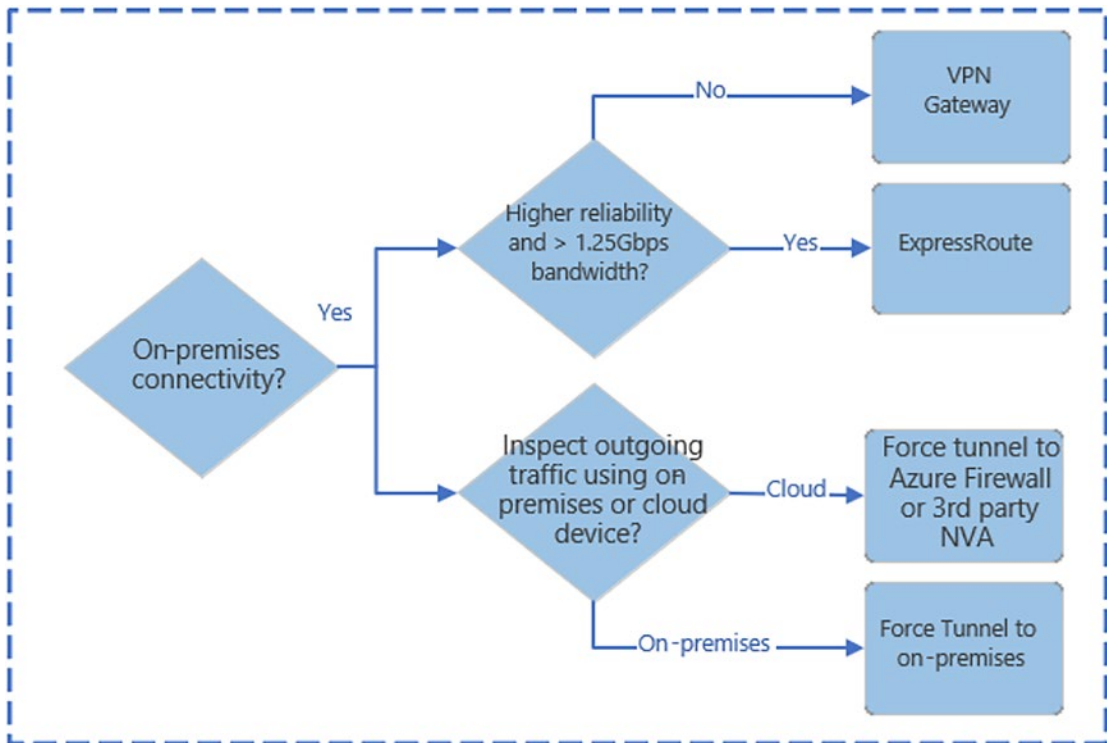 No
VPN
Gateway
Higher reliability
and > 1.25Gbps
bandwidth?
Yes
ExpressRoute
Yes
On-premises
connectivity?
Inspect outgoing
traffic using on-
premises or cloud
device?
Cloud
Force tunnel to
Azure Firewall
or 3rd party
NVA
On-premises
Force Tunnel to
on-premises